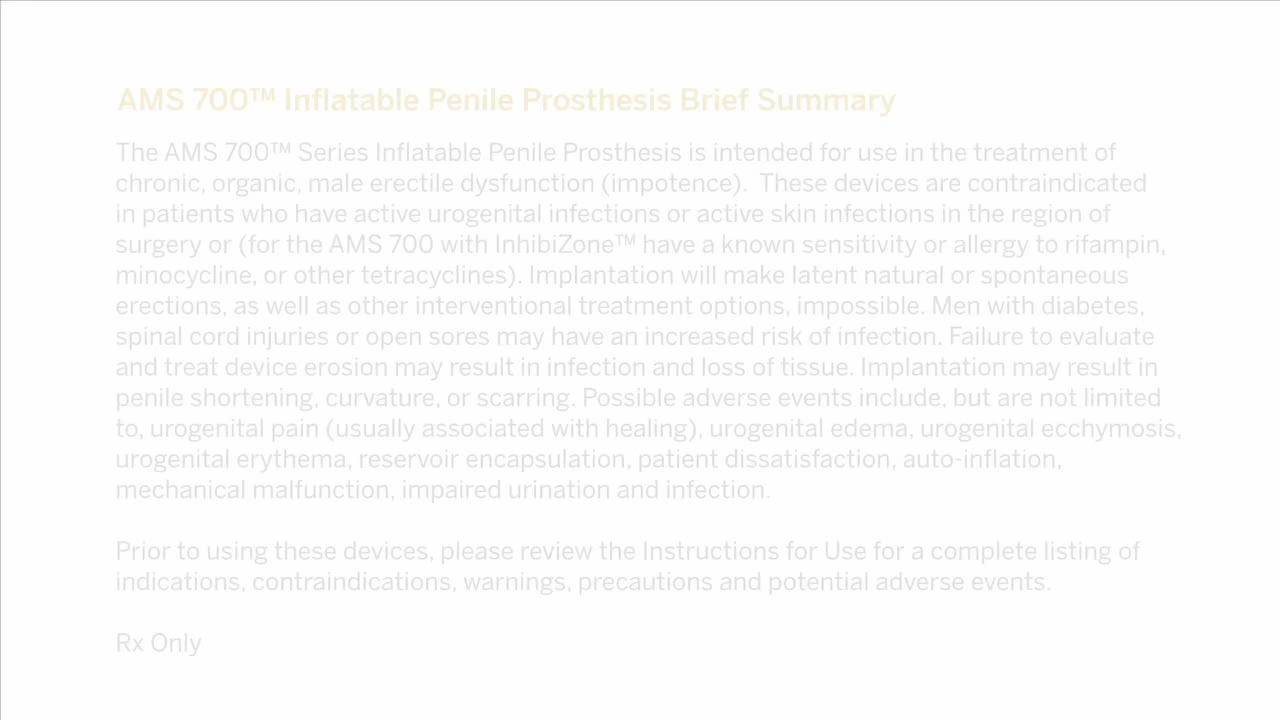 AMS 700™ Inflatable Penile Prosthesis Brief Summary
The AMS 700™ Series Inflatable Penile Prosthesis is intended for use in the treatment of
chronic, organic, male erectile dysfunction (impotence).  These devices are contraindicated
in patients who have active urogenital infections or active skin infections in the region of
surgery or (for the AMS 700 with InhibiZone™ have a known sensitivity or allergy to rifampin,
minocycline, or other tetracyclines). Implantation will make latent natural or spontaneous
erections, as well as other interventional treatment options, impossible. Men with diabetes,
spinal cord injuries or open sores may have an increased risk of infection. Failure to evaluate
and treat device erosion may result in infection and loss of tissue. Implantation may result in
penile shortening, curvature, or scarring. Possible adverse events include, but are not limited
to, urogenital pain (usually associated with healing), urogenital edema, urogenital ecchymosis,
urogenital erythema, reservoir encapsulation, patient dissatisfaction, auto-inflation,
mechanical malfunction, impaired urination and infection.
Prior to using these devices, please review the Instructions for Use for a complete listing of
indications, contraindications, warnings, precautions and potential adverse events.
Rx Only